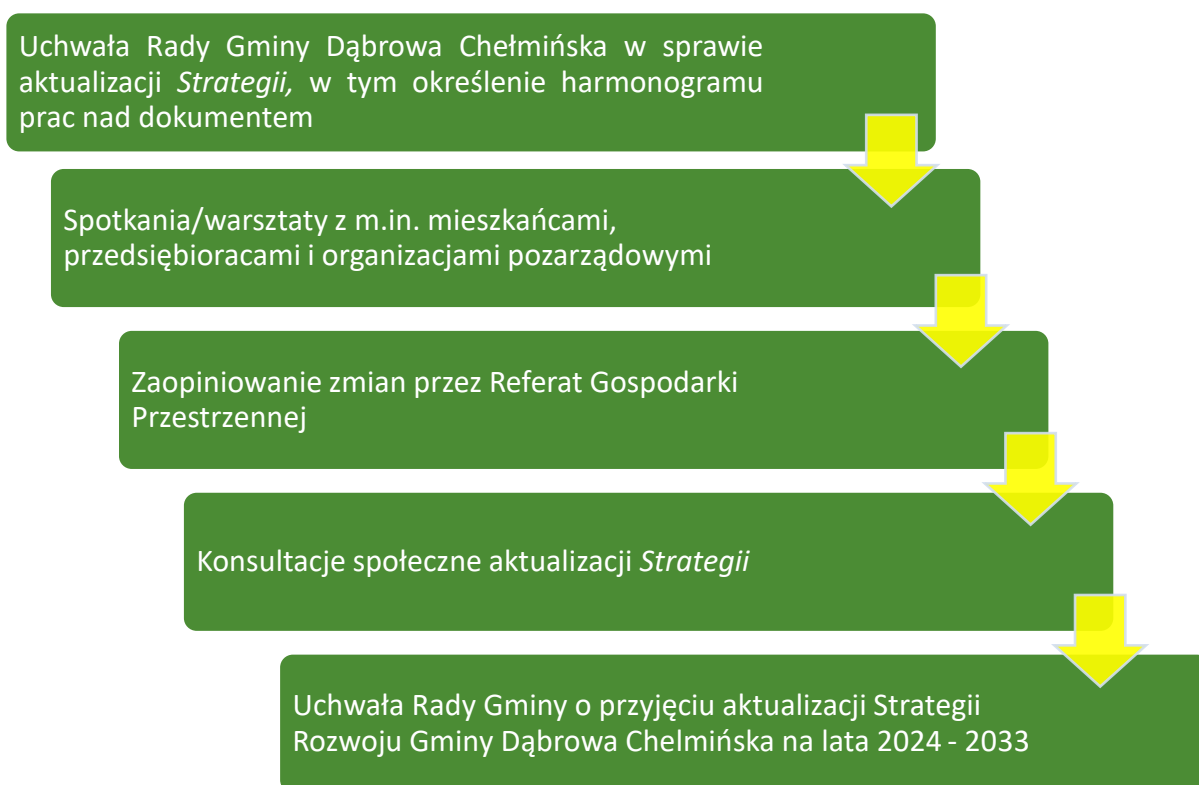 Uchwała Rady Gminy Dąbrowa Chełmińska w sprawie
aktualizacji Strategii, w tym określenie harmonogramu
prac nad dokumentem
Spotkania/warsztaty z m.in. mieszkańcami,
przedsiębioracami i organizacjami pozarządowymi
Zaopiniowanie zmian przez Referat Gospodarki
Przestrzennej
Konsultacje społeczne aktualizacji Strategii
Uchwała Rady Gminy o przyjęciu aktualizacji Strategii
Rozwoju Gminy Dąbrowa Chelmińska na lata 2024 - 2033